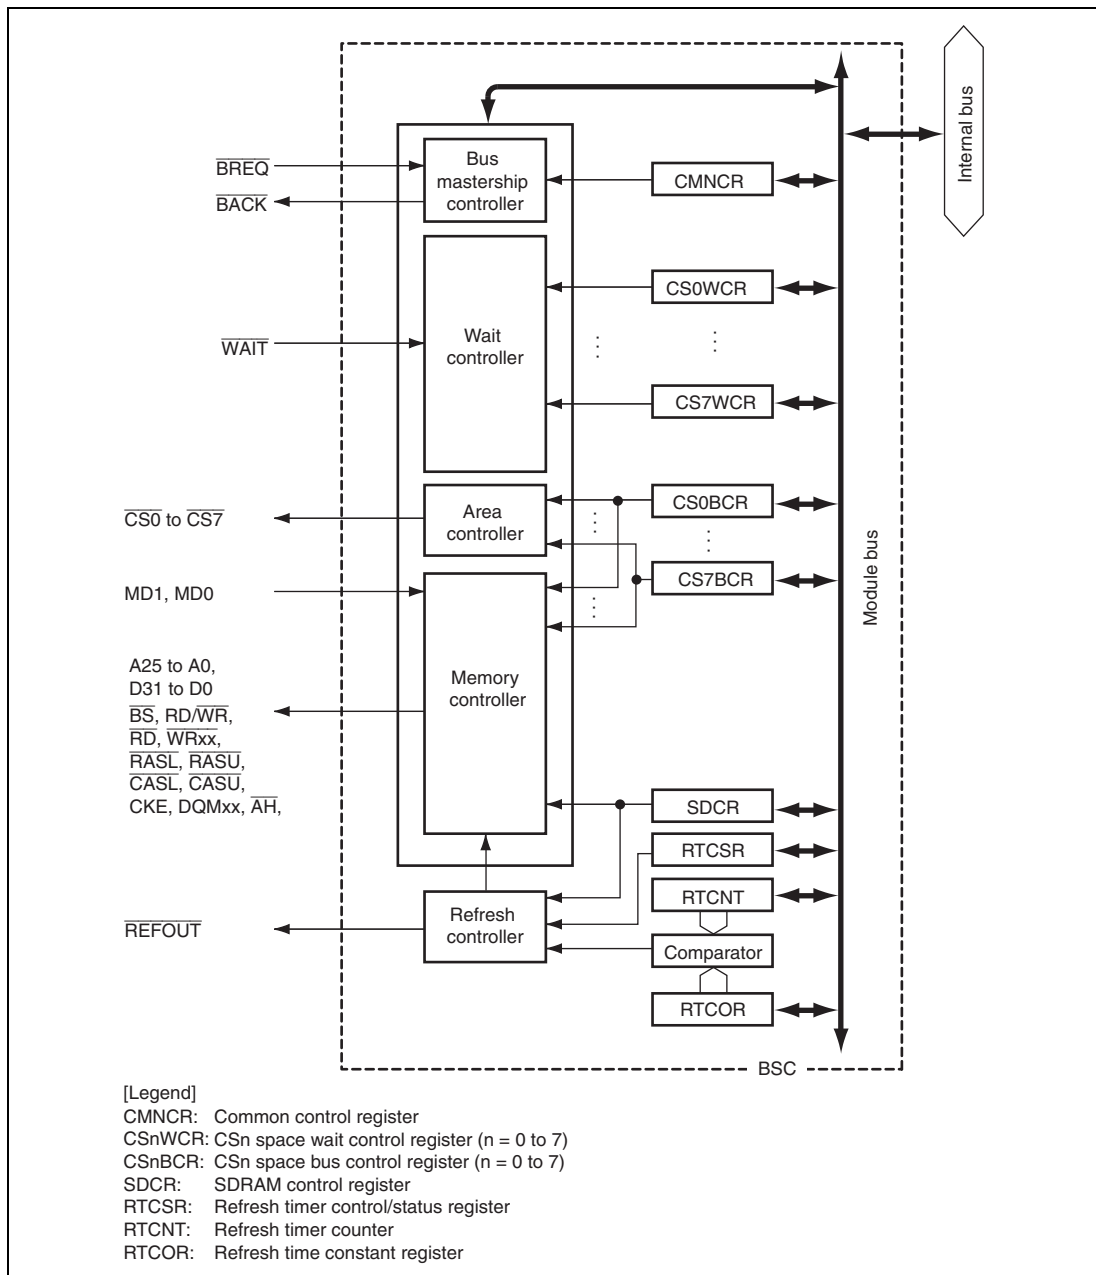 Internal bus
BREQ
BACK
Bus
mastership
controller
CMNCR
CS0WCR
WAIT
Wait
controller
CS7WCR
CS0 to CS7
Area
controller
CS0BCR
CS7BCR
MD1, MD0
Module bus
A25 to A0,
D31 to D0
BS, RD/WR,
RD, WRxx,
RASL, RASU,
CASL, CASU,
CKE, DQMxx, AH,
Memory
controller
SDCR
RTCSR
RTCNT
REFOUT
Refresh
controller
Comparator
RTCOR
BSC
[Legend]
CMNCR: Common control register
CSnWCR: CSn space wait control register (n = 0 to 7)
CSnBCR: CSn space bus control register (n = 0 to 7)
SDCR: SDRAM control register
RTCSR: Refresh timer control/status register
RTCNT: Refresh timer counter
RTCOR: Refresh time constant register